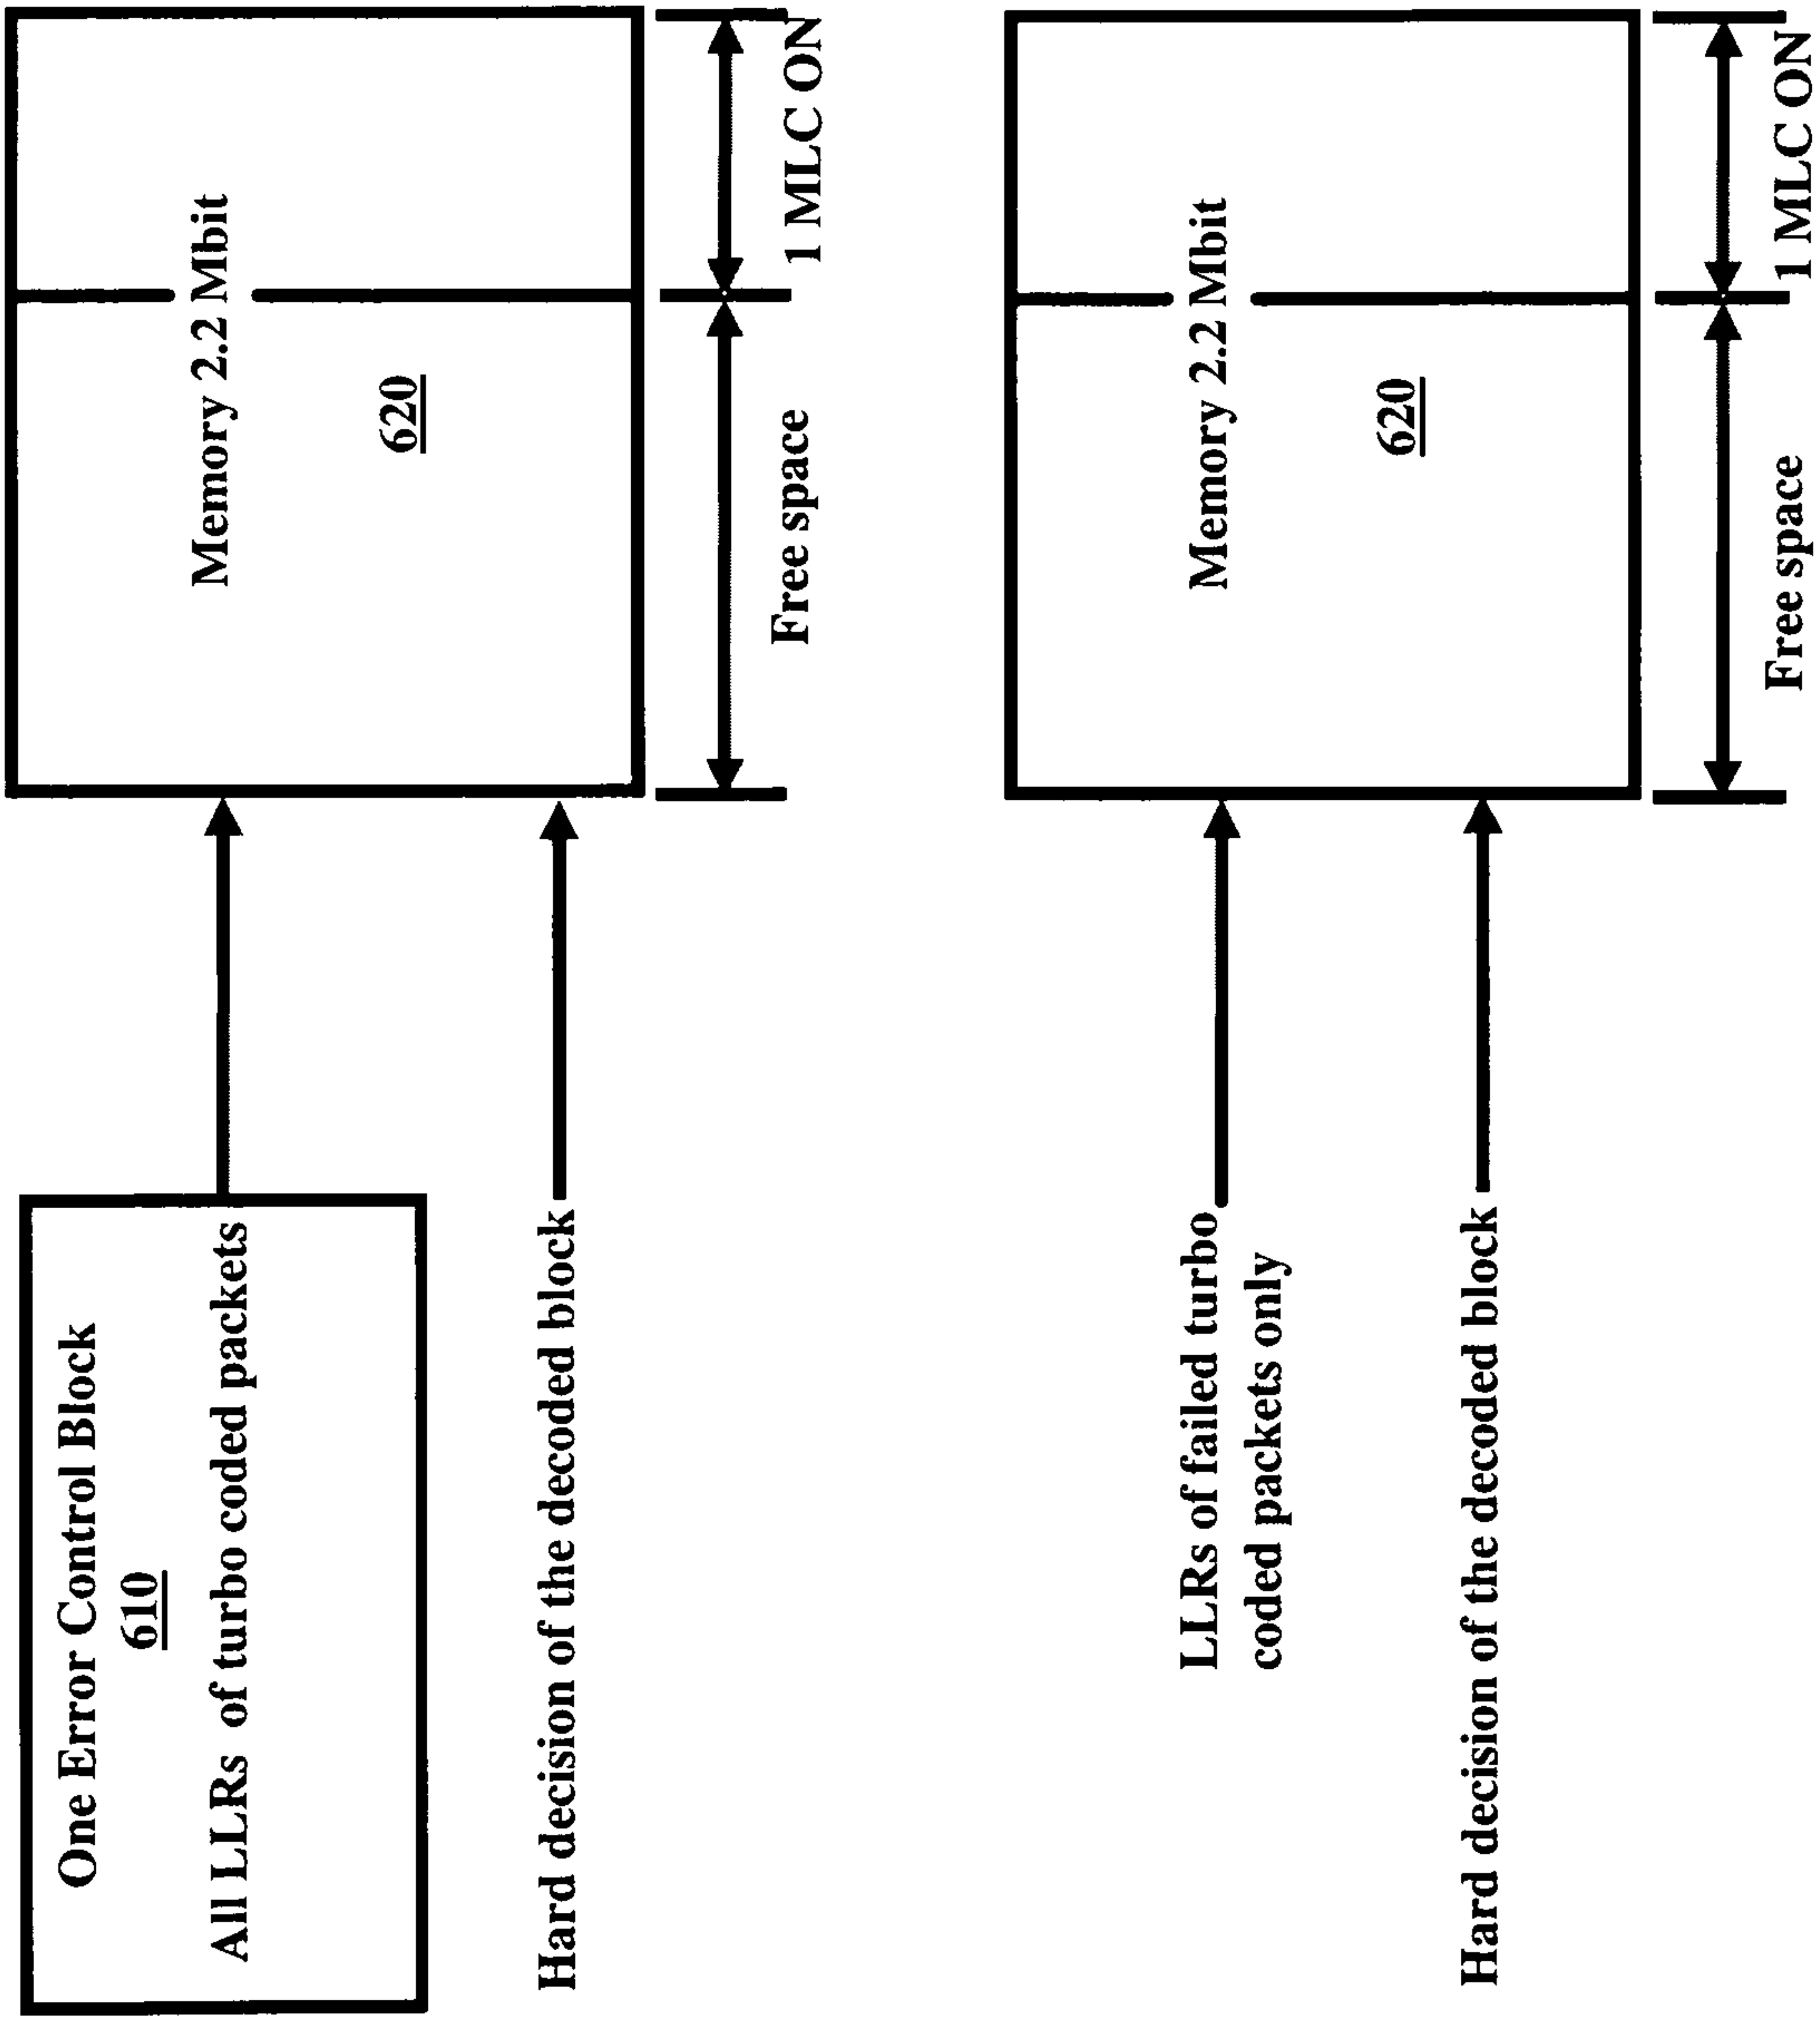 One Error Control Block
610
All LLRs of turbo coded packets
Hard decision of the decoded block
Memory 2.2 Mbit
620
Free space
1 MLC ON
LLRs of failed turbo
coded packets only
Hard decision of the decoded block
Memory 2.2 Mbit
620
Free space
1 MLC ON